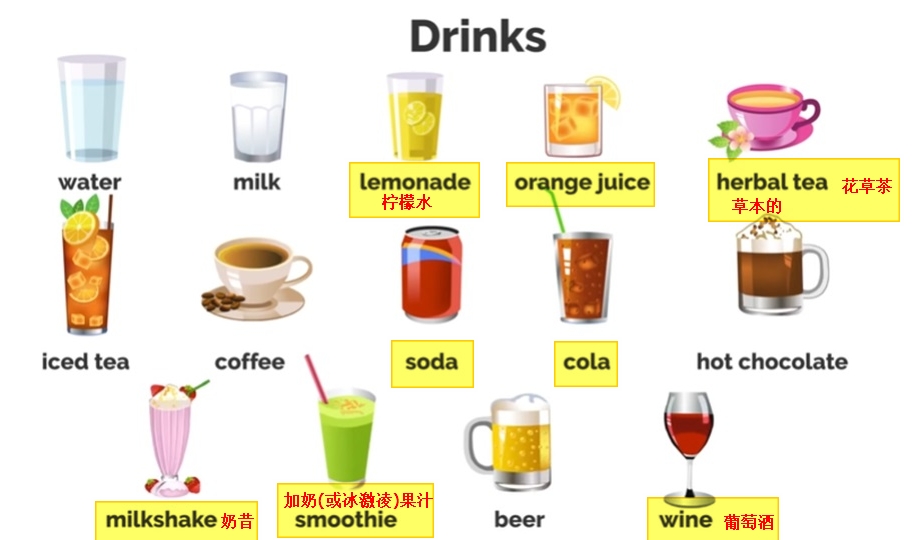 Drinks
water
milk
lemonade
柠檬水
orange juice
herbal tea 花草茶
草本的
iced tea
coffee
soda
cola
hot chocolate
milkshake 奶昔
加奶(或冰激凌)果汁
smoothie
beer
wine 葡萄酒